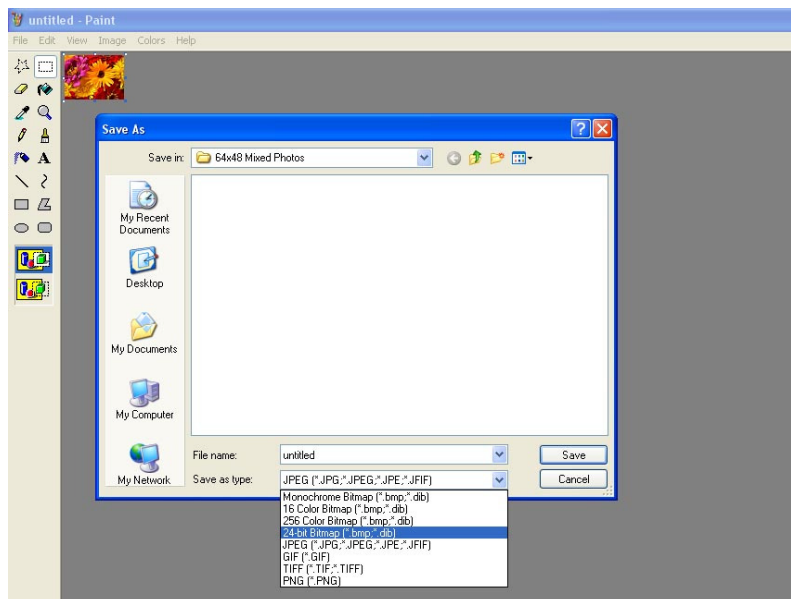 untitled - Paint
File Edit View Image Colors Help
A
Save As
?
Save in: 64x48 Mixed Photos
My Recent
Documents
Desktop
My Documents
My Computer
My Network
File name: untitled Save
Save as type: JPEG (*.JPG;*.JPEG;*.JPE;*.JFIF) Cancel
Monochrome Bitmap (*.bmp;*.dib)
16 Color Bitmap (*.bmp;*.dib)
256 Color Bitmap (*.bmp;*.dib)
24-bit Bitmap (*.bmp;*.dib)
JPEG (*.JPG;*.JPEG;*.JPE;*.JFIF)
GIF (*.GIF)
TIFF (*.TIF;*.TIFF)
PNG (*.PNG)